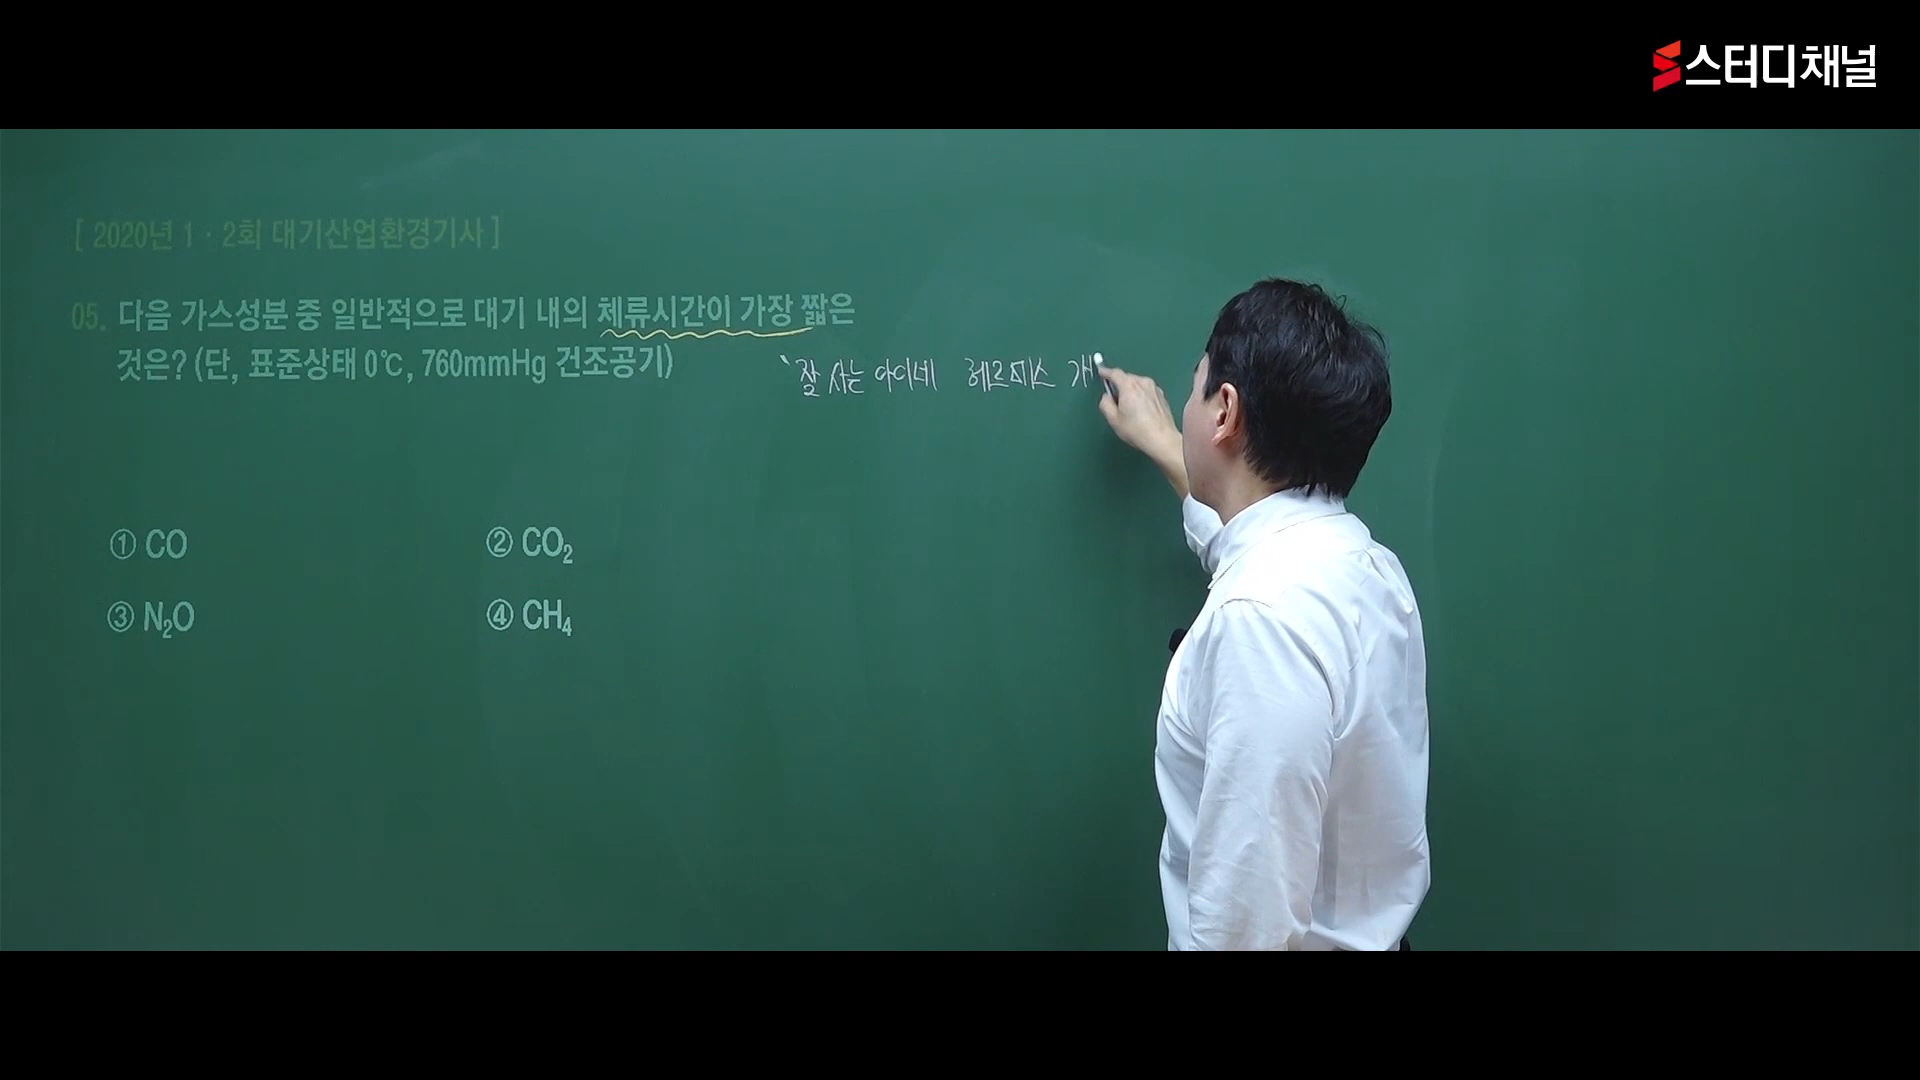 스터디채널
[ 2020년 1 · 2회 대기산업환경기사 ]
05. 다음 가스성분 중 일반적으로 대기 내의 체류시간이 가장 짧은
것은? (단, 표준상태 0℃, 760mmHg 건조공기)
잘 사는 아이네 헤르미스 개
① CO
② CO₂
③ N₂O
④ CH₄